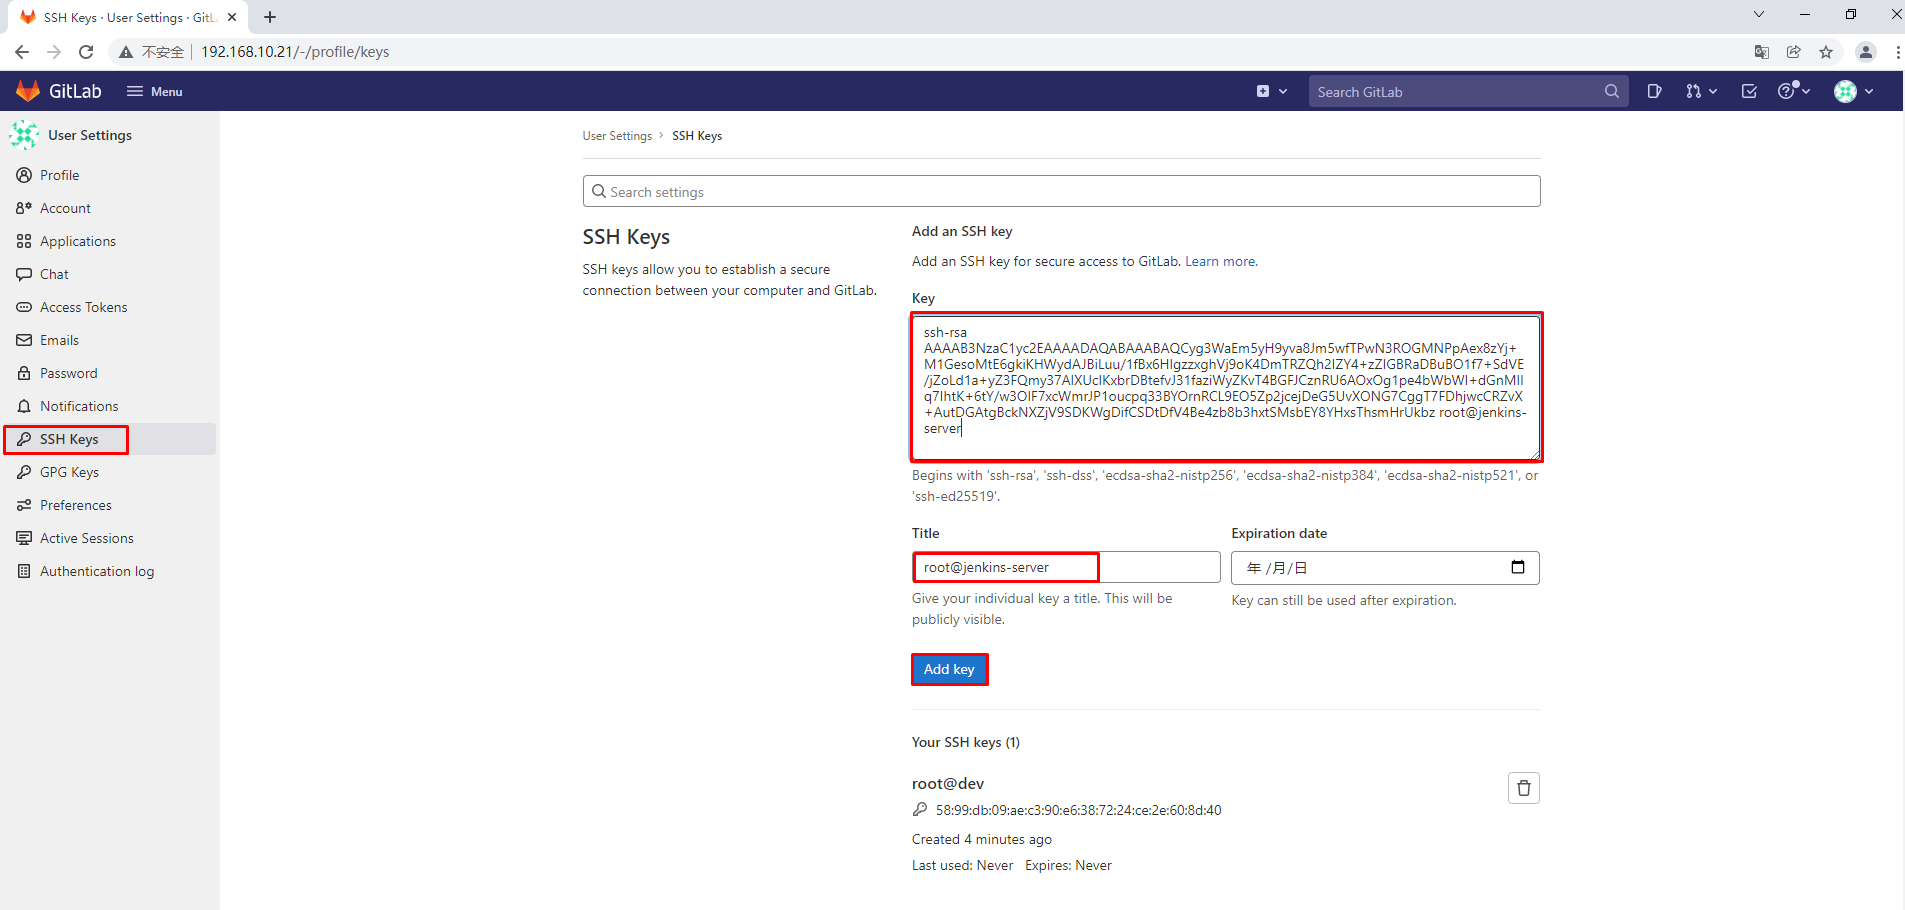 SSH Keys · User Settings · GitL
不安全
192.168.10.21/-/profile/keys
GitLab
Menu
Search GitLab
User Settings
Profile
Account
Applications
Chat
Access Tokens
Emails
Password
Notifications
SSH Keys
GPG Keys
Preferences
Active Sessions
Authentication log
User Settings › SSH Keys
Search settings
SSH Keys
SSH keys allow you to establish a secure
connection between your computer and GitLab.
Add an SSH key
Add an SSH key for secure access to GitLab. Learn more.
Key
ssh-rsa
AAAAB3NzaC1yc2EAAAADAQABAAABAQCyg3WaEm5yH9yva8Jm5wfTPwN3ROGMNPpAex8zYj+
M1GesoMtE6gkiKHWydAJBiLuu/1fBx6HIgzzxghVj9oK4DmTRZQh2IZY4+zZIGBRaDBuBO1f7+SdVE
/jZoLd1a+yZ3FQmy37AIXUclKxbrDBtefvJ31faziWyZKvT4BGFJCznRU6AOxOg1pe4bWbWI+dGnMII
q7IhtK+6tY/w3OIF7xcWmrJP1oucpq33BYOrnRCL9EO5Zp2jcejDeG5UvXONG7CggT7FDhjwcCRZvX
+AutDGAtgBckNXZjV9SDKWgDifCSDtDfV4Be4zb8b3hxtSMsbEY8YHxsThsmHrUkbz root@jenkins-
server
Begins with 'ssh-rsa', 'ssh-dss', 'ecdsa-sha2-nistp256', 'ecdsa-sha2-nistp384', 'ecdsa-sha2-nistp521', or
'ssh-ed25519'.
Title
Expiration date
root@jenkins-server
年 /月/日
Give your individual key a title. This will be
publicly visible.
Key can still be used after expiration.
Add key
Your SSH keys (1)
root@dev
58:99:db:09:ae:c3:90:e6:38:72:24:ce:2e:60:8d:40
Created 4 minutes ago
Last used: Never Expires: Never